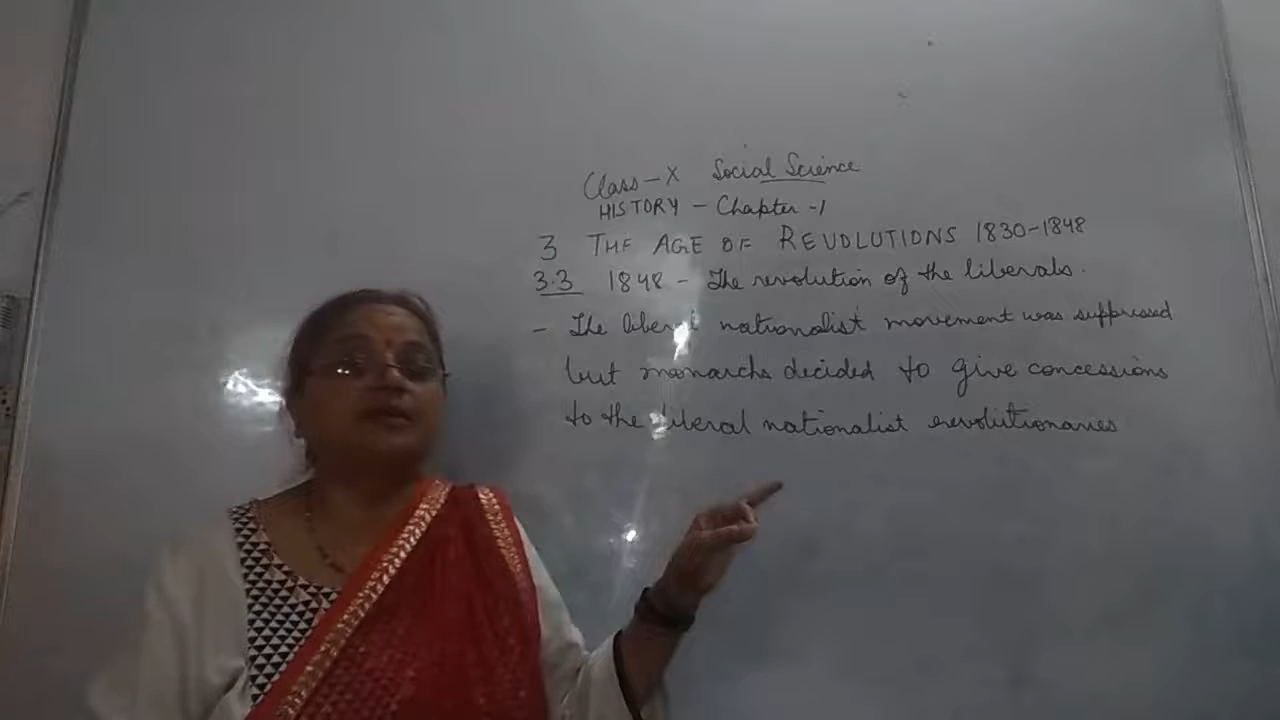 Class - X Social Science
HISTORY - Chapter - 1
3 THE AGE OF REVOLUTIONS 1830-1848
3.3 1848 - The revolution of the liberals.
- The liberal nationalist movement was suppressed
but monarchs decided to give concessions
to the liberal nationalist revolutionaries